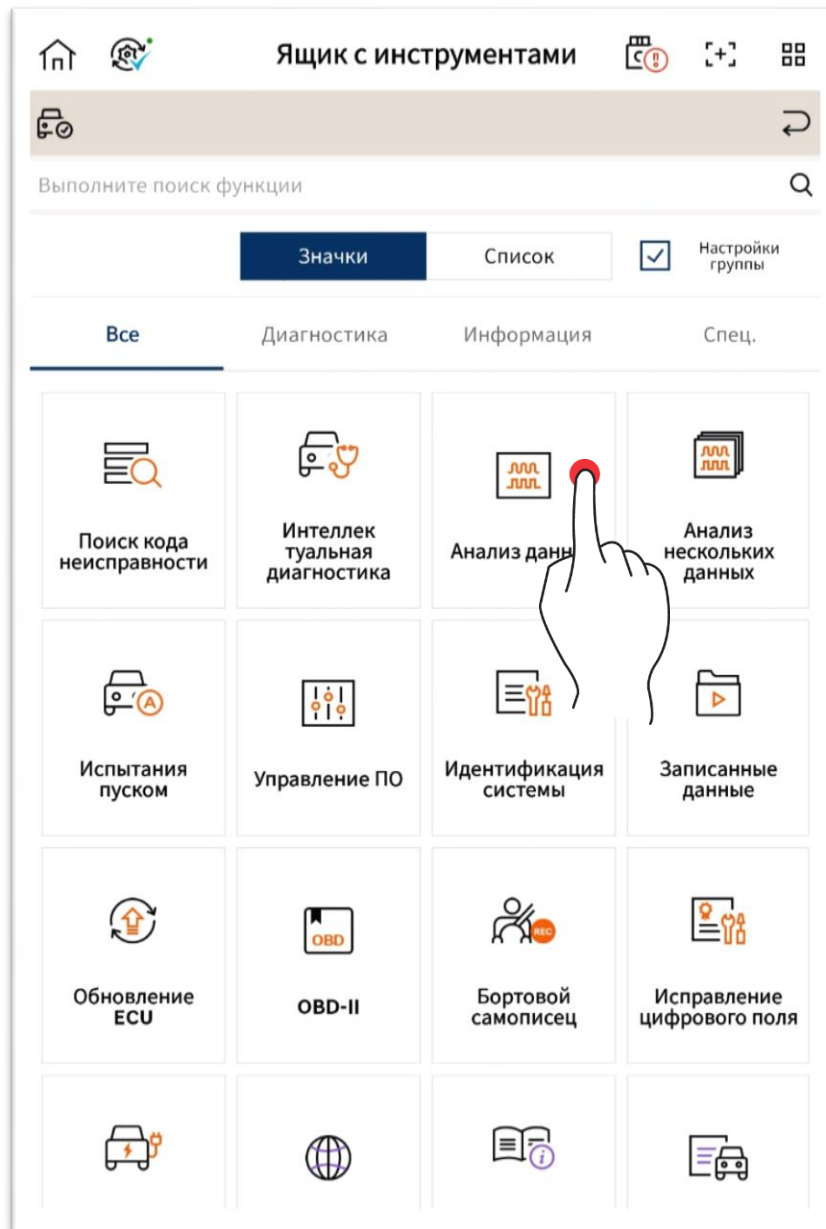 Ящик с инструментами
Выполните поиск функции
Значки
Список
Настройки
группы
Все
Диагностика
Информация
Спец.
Поиск кода
неисправности
Интеллек
туальная
диагностика
Анализ данн
Анализ
нескольких
данных
Испытания
пуском
Управление ПО
Идентификация
системы
Записанные
данные
Обновление
ECU
OBD
OBD-II
REC
Бортовой
самописец
Исправление
цифрового поля